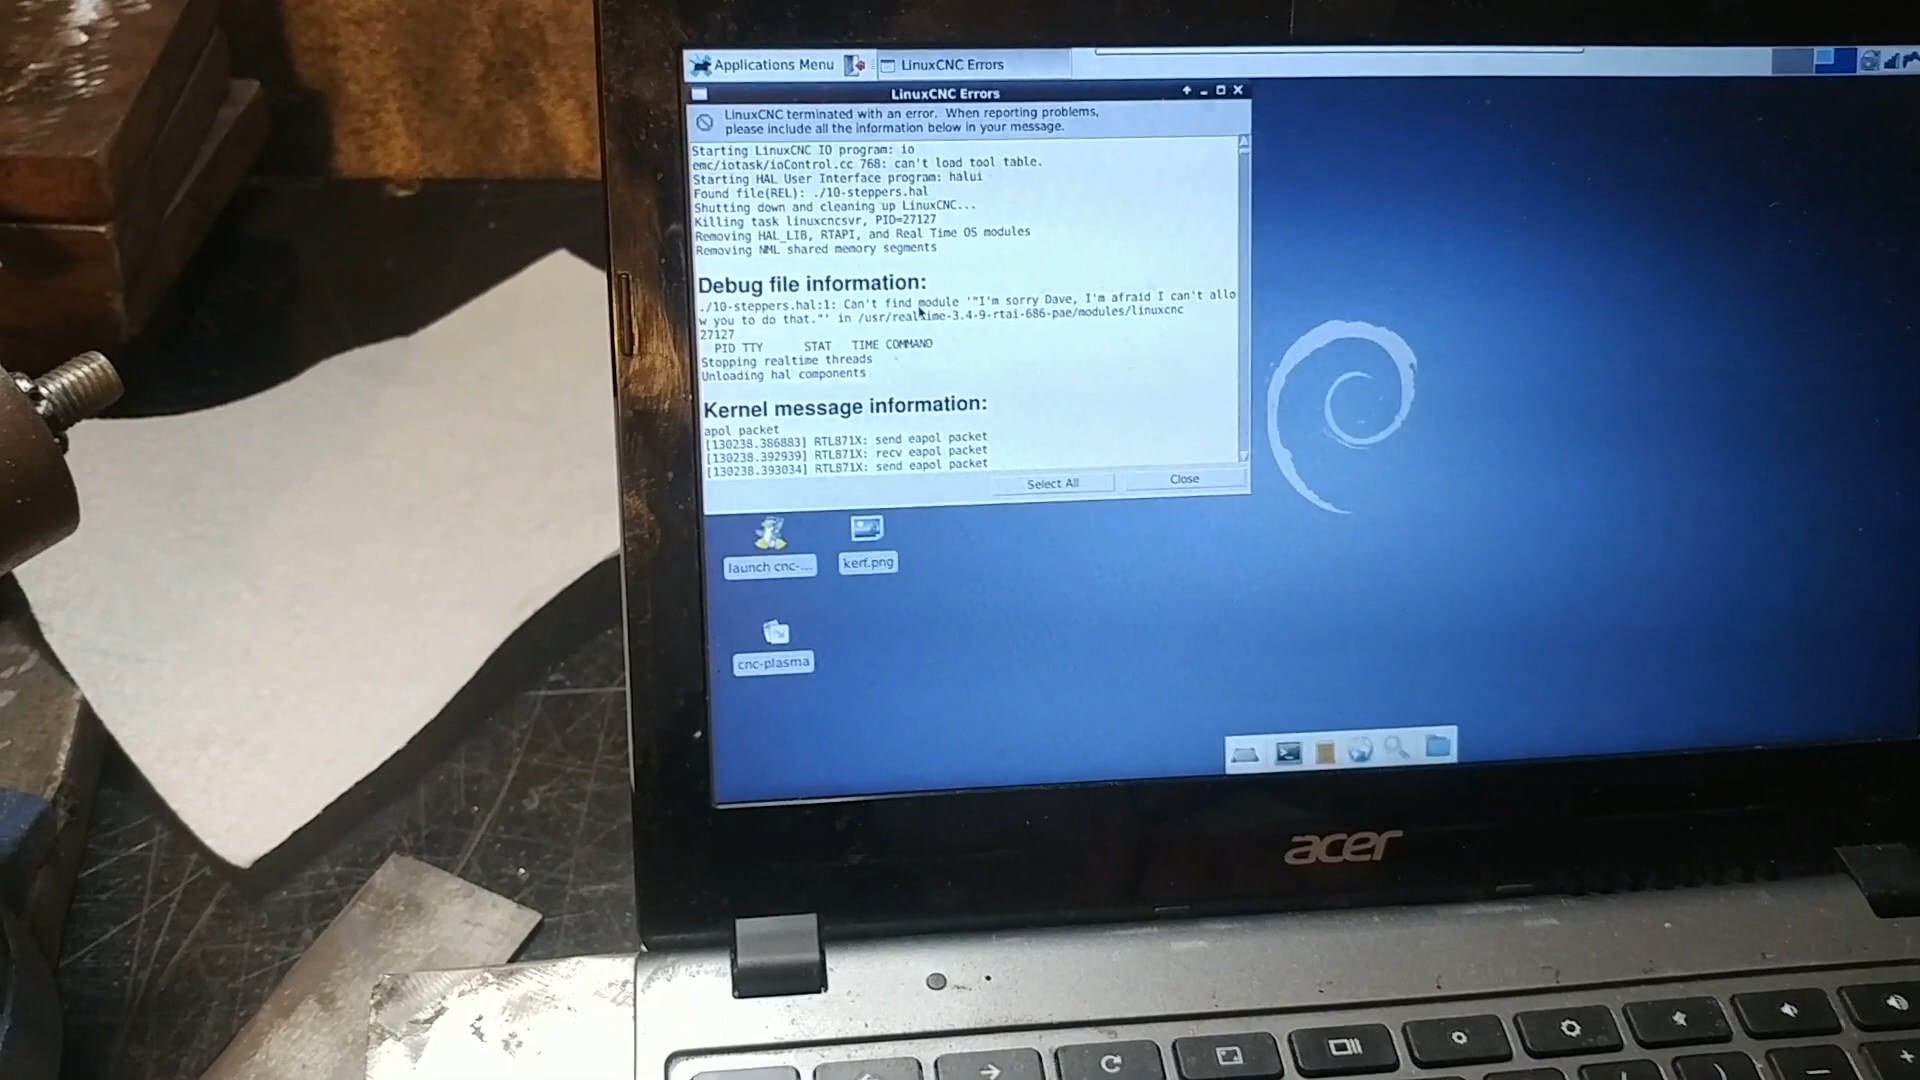 Applications Menu
LinuxCNC Errors
LinuxCNC Errors
LinuxCNC terminated with an error. When reporting problems,
please include all the information below in your message.
Starting LinuxCNC IO program: io
emc/iotask/ioControl.cc 768: can't load tool table.
Starting HAL User Interface program: halui
Found file(REL): ./10-steppers.hal
Shutting down and cleaning up LinuxCNC...
Killing task linuxcncsvr, PID=27127
Removing HAL_LIB, RTAPI, and Real Time OS modules
Removing NML shared memory segments
Debug file information:
./10-steppers.hal:1: Can't find module '"I'm sorry Dave, I'm afraid I can't allo
w you to do that."' in /usr/realtime-3.4-9-rtai-686-pae/modules/linuxcnc
27127
PID TTY STAT TIME COMMAND
Stopping realtime threads
Unloading hal components
Kernel message information:
apol packet
[130238.386883] RTL871X: send eapol packet
[130238.392939] RTL871X: recv eapol packet
[130238.393034] RTL871X: send eapol packet
Select All
Close
launch cnc-...
kerf.png
cnc-plasma
acer